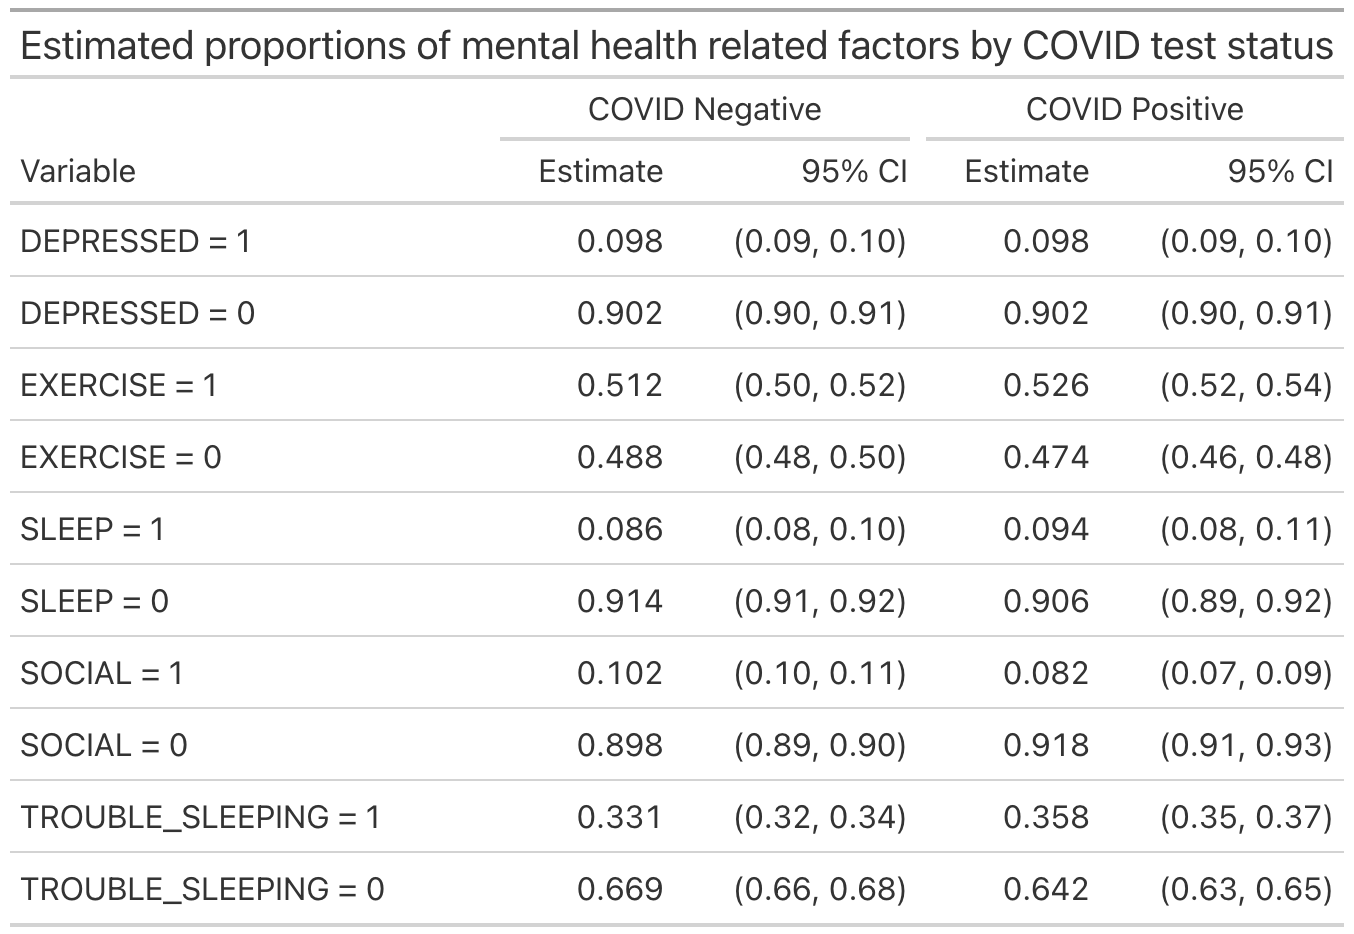 Estimated proportions of mental health related factors by COVID test status
COVID Negative COVID Positive
Variable Estimate 95% CI Estimate 95% CI
DEPRESSED = 1 0.098 (0.09, 0.10) 0.098 (0.09, 0.10)
DEPRESSED = 0 0.902 (0.90, 0.91) 0.902 (0.90, 0.91)
EXERCISE = 1 0.512 (0.50, 0.52) 0.526 (0.52, 0.54)
EXERCISE = 0 0.488 (0.48, 0.50) 0.474 (0.46, 0.48)
SLEEP = 1 0.086 (0.08, 0.10) 0.094 (0.08, 0.11)
SLEEP = 0 0.914 (0.91, 0.92) 0.906 (0.89, 0.92)
SOCIAL = 1 0.102 (0.10, 0.11) 0.082 (0.07, 0.09)
SOCIAL = 0 0.898 (0.89, 0.90) 0.918 (0.91, 0.93)
TROUBLE_SLEEPING = 1 0.331 (0.32, 0.34) 0.358 (0.35, 0.37)
TROUBLE_SLEEPING = 0 0.669 (0.66, 0.68) 0.642 (0.63, 0.65)